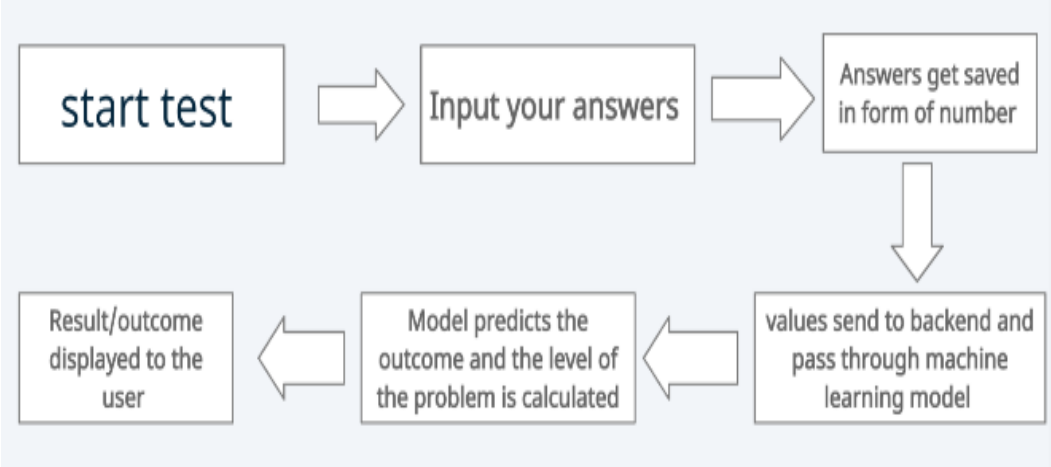 start test
Input your answers
Answers get saved
in form of number
values send to backend and
pass through machine
learning model
Model predicts the
outcome and the level of
the problem is calculated
Result/outcome
displayed to the
user